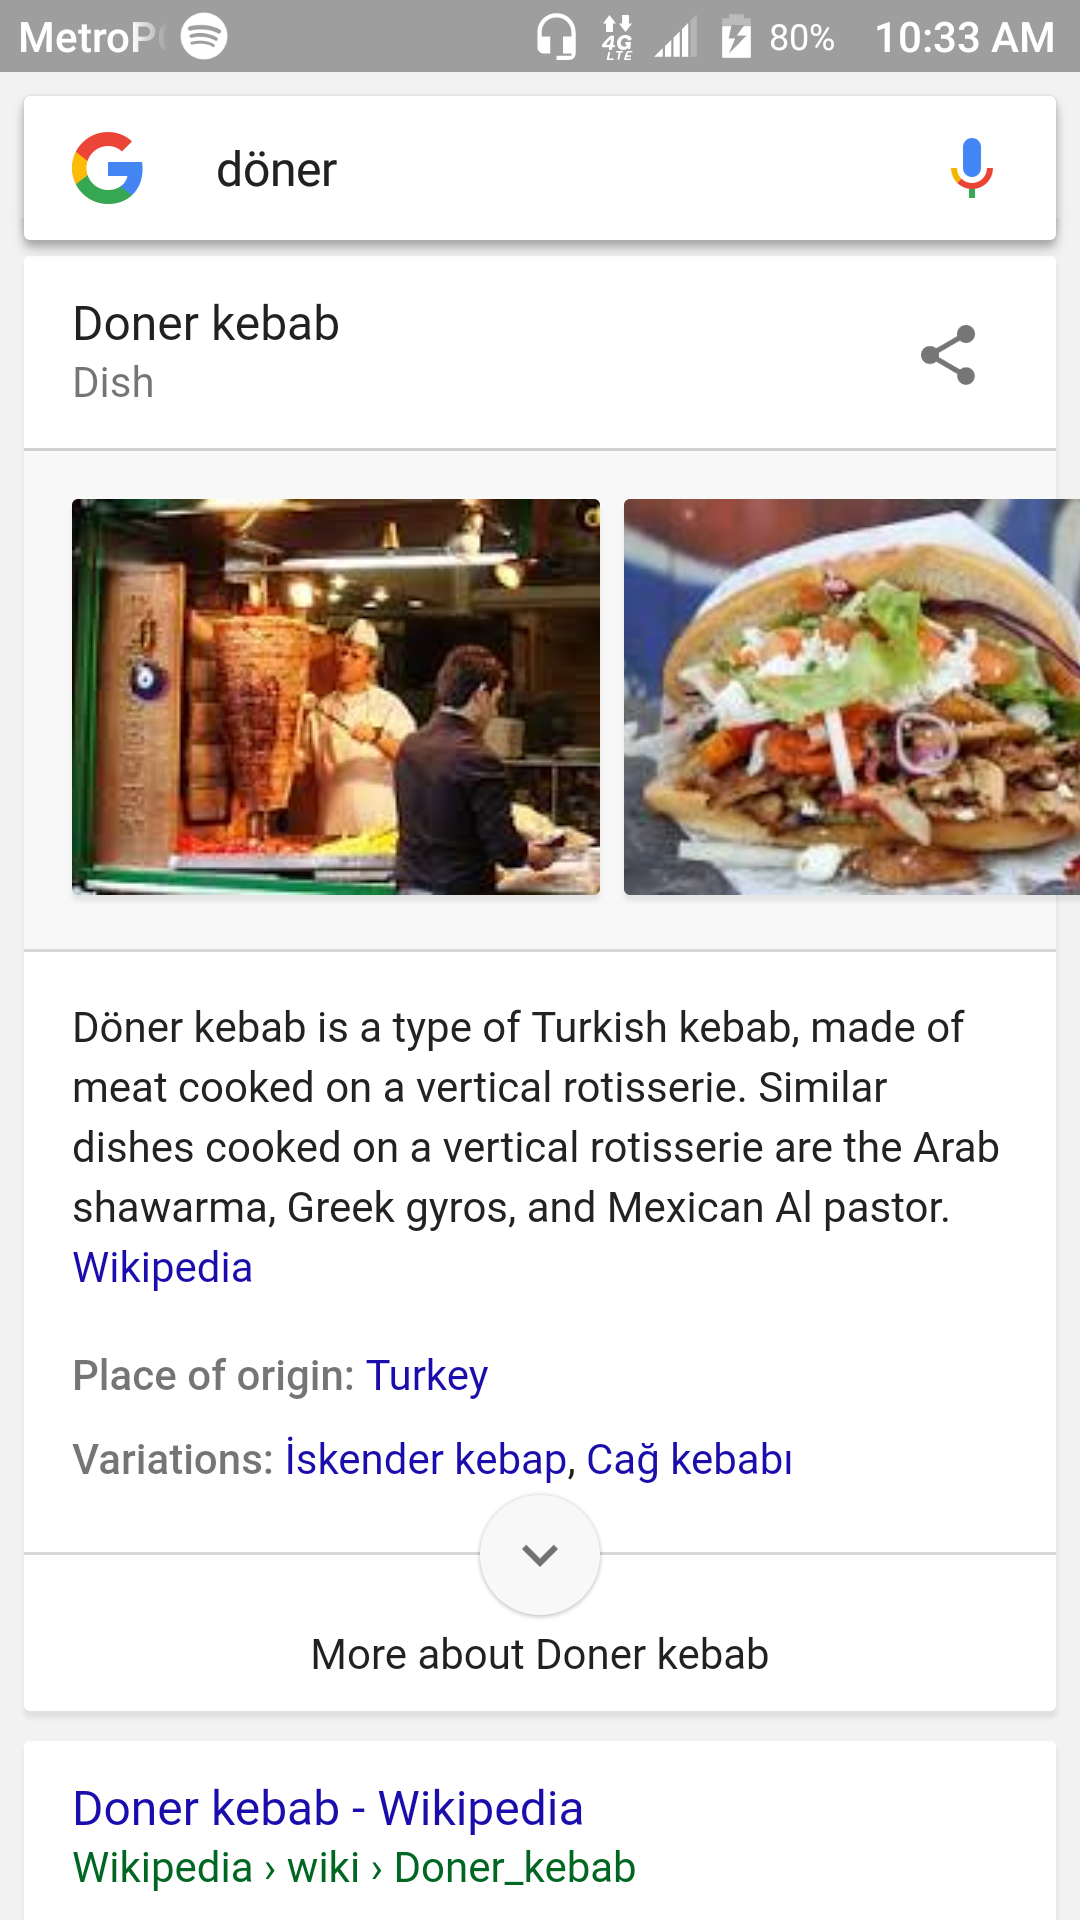 MetroP
4G
LTE
80%
10:33 AM
döner
Doner kebab
Dish
Döner kebab is a type of Turkish kebab, made of
meat cooked on a vertical rotisserie. Similar
dishes cooked on a vertical rotisserie are the Arab
shawarma, Greek gyros, and Mexican Al pastor.
Wikipedia
Place of origin: Turkey
Variations: İskender kebap, Cağ kebabı
More about Doner kebab
Doner kebab - Wikipedia
Wikipedia › wiki › Doner_kebab